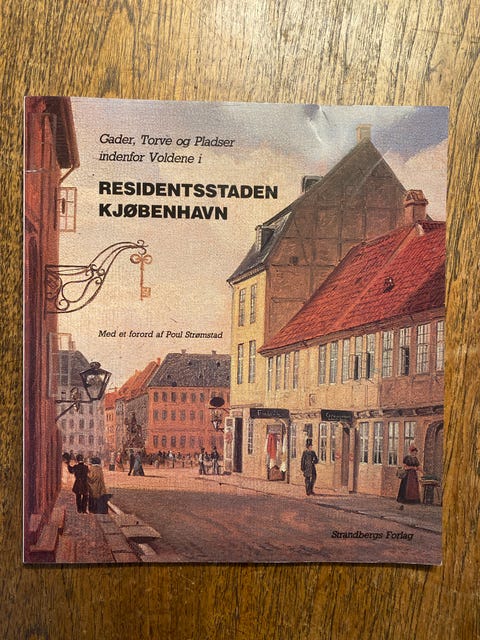 Gader, Torve og Pladser
indenfor Voldene i
RESIDENTSSTADEN
KJØBENHAVN
Med et forord af Poul Strømstad
Strandbergs Forlag